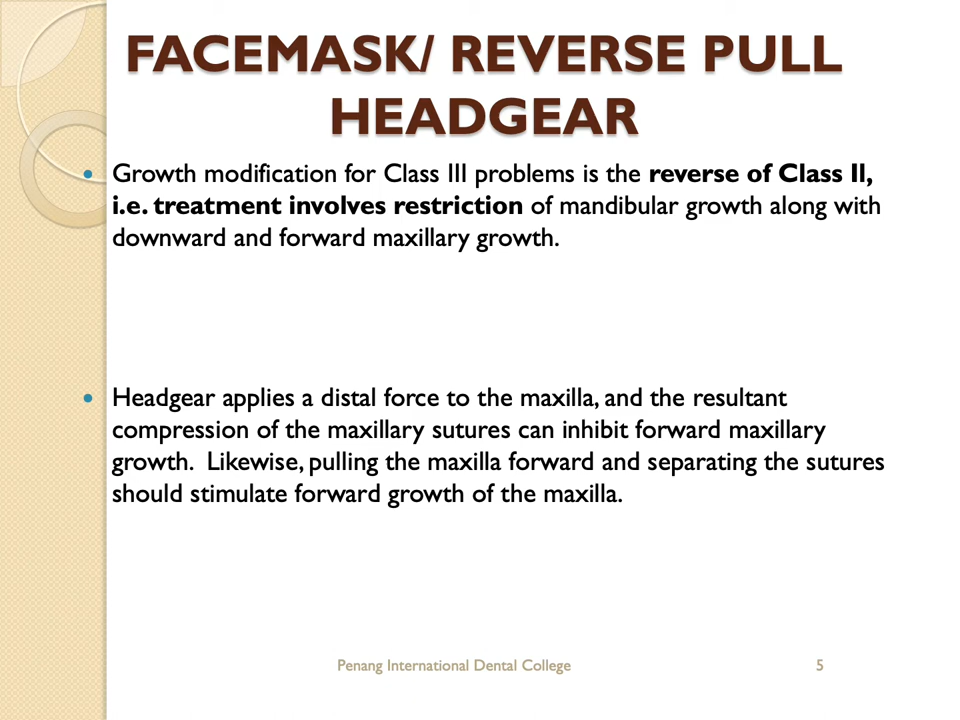 FACEMASK/ REVERSE PULL
HEADGEAR
• Growth modification for Class III problems is the reverse of Class II,
i.e. treatment involves restriction of mandibular growth along with
downward and forward maxillary growth.
• Headgear applies a distal force to the maxilla, and the resultant
compression of the maxillary sutures can inhibit forward maxillary
growth.  Likewise, pulling the maxilla forward and separating the sutures
should stimulate forward growth of the maxilla.
Penang International Dental College 5